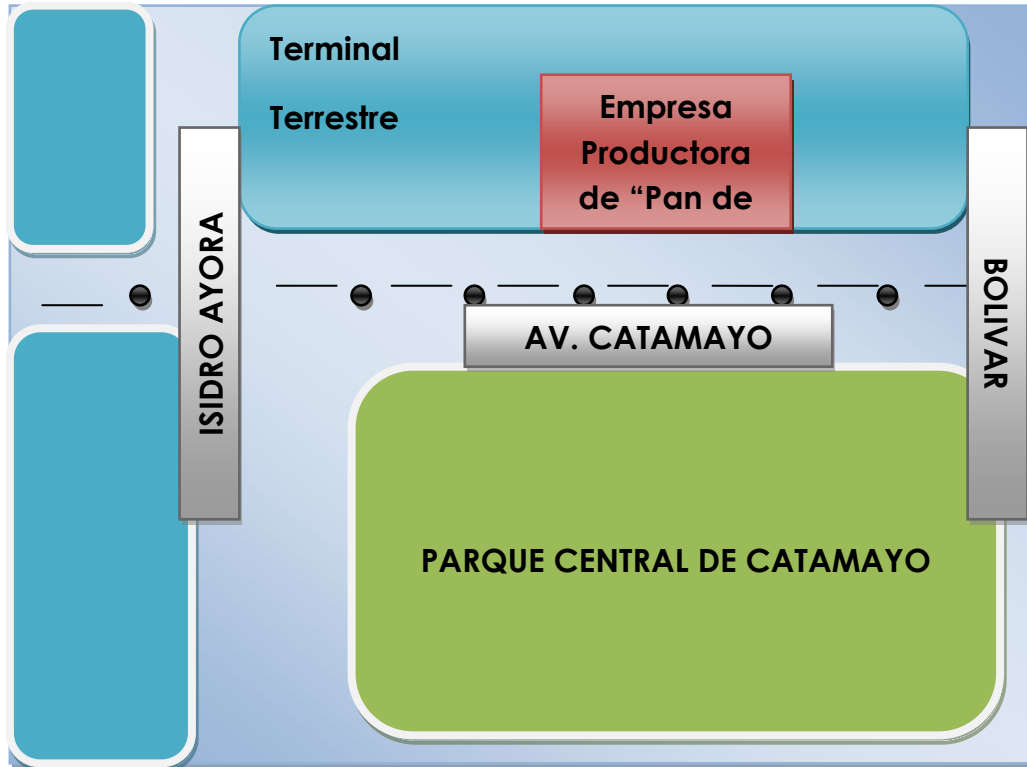 Terminal
Terrestre
Empresa
Productora
de “Pan de
ISIDRO AYORA
BOLIVAR
AV. CATAMAYO
PARQUE CENTRAL DE CATAMAYO